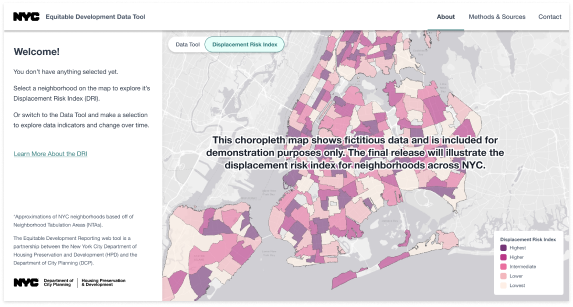 NYC Equitable Development Data Tool
About Methods & Sources Contact
Welcome!
You don't have anything selected yet.
Select a neighborhood on the map to explore it's
Displacement Risk Index (DRI).
Or switch to the Data Tool and make a selection
to explore data indicators and change over time.
Learn More About the DRI
*Approximations of NYC neighborhoods based off of
Neighborhood Tabulation Areas (NTAs).
The Equitable Development Reporting web tool is a
partnership between the New York City Department of
Housing Preservation and Development (HPD) and the
Department of City Planning (DCP).
NYC
Department of
City Planning
Housing Preservation
& Development
Data Tool
Displacement Risk Index
This choropleth map shows fictitious data and is included for
demonstration purposes only. The final release will illustrate the
displacement risk index for neighborhoods across NYC.
Displacement Risk Index
Highest
Higher
Intermediate
Lower
Lowest